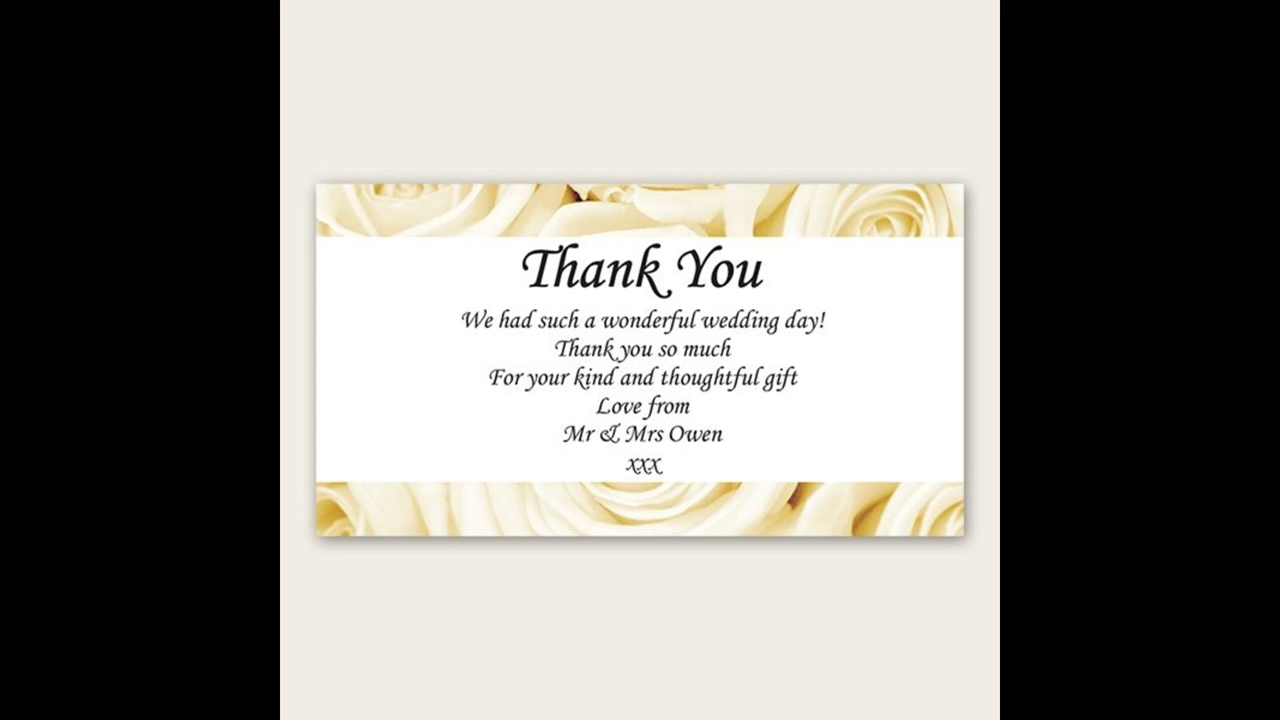 Thank You
We had such a wonderful wedding day!
Thank you so much
For your kind and thoughtful gift
Love from
Mr & Mrs Owen
xxx